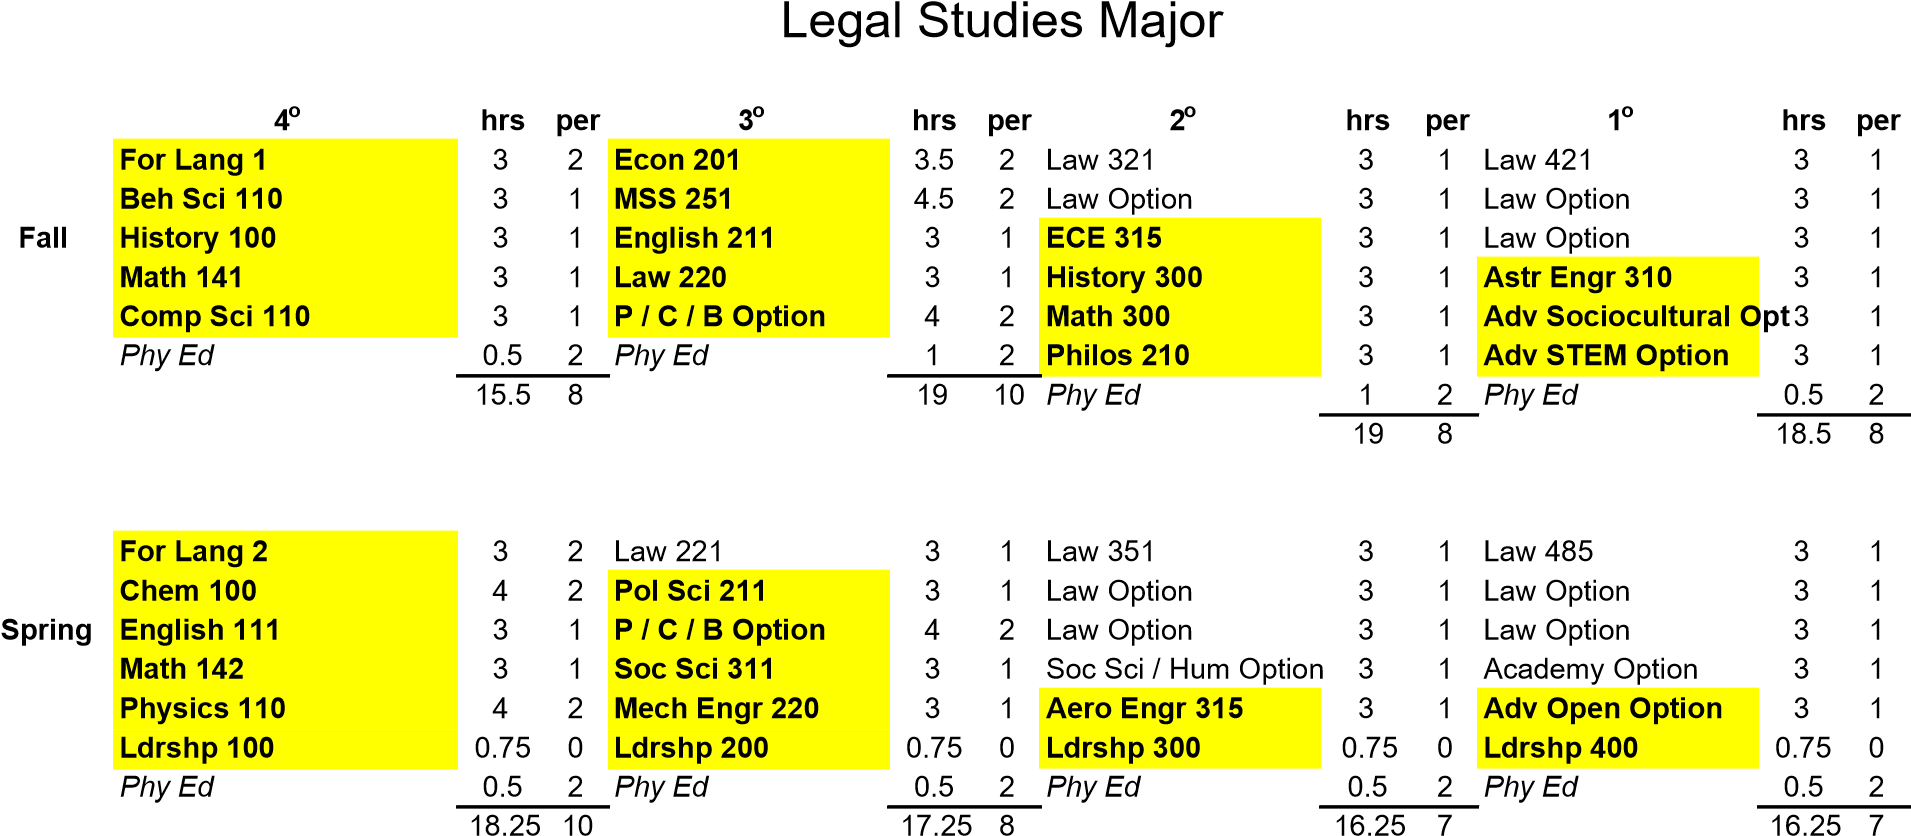 Legal Studies Major
4º hrs per 3º hrs per 2º hrs per 1º hrs per
For Lang 1 3 2 Econ 201 3.5 2 Law 321 3 1 Law 421 3 1
Beh Sci 110 3 1 MSS 251 4.5 2 Law Option 3 1 Law Option 3 1
Fall History 100 3 1 English 211 3 1 ECE 315 3 1 Law Option 3 1
Math 141 3 1 Law 220 3 1 History 300 3 1 Astr Engr 310 3 1
Comp Sci 110 3 1 P / C / B Option 4 2 Math 300 3 1 Adv Sociocultural Opt 3 1
Phy Ed 0.5 2 Phy Ed 1 2 Philos 210 3 1 Adv STEM Option 3 1
15.5 8 19 10 Phy Ed 1 2 Phy Ed 0.5 2
19 8 18.5 8
For Lang 2 3 2 Law 221 3 1 Law 351 3 1 Law 485 3 1
Chem 100 4 2 Pol Sci 211 3 1 Law Option 3 1 Law Option 3 1
Spring English 111 3 1 P / C / B Option 4 2 Law Option 3 1 Law Option 3 1
Math 142 3 1 Soc Sci 311 3 1 Soc Sci / Hum Option 3 1 Academy Option 3 1
Physics 110 4 2 Mech Engr 220 3 1 Aero Engr 315 3 1 Adv Open Option 3 1
Ldrshp 100 0.75 0 Ldrshp 200 0.75 0 Ldrshp 300 0.75 0 Ldrshp 400 0.75 0
Phy Ed 0.5 2 Phy Ed 0.5 2 Phy Ed 0.5 2 Phy Ed 0.5 2
18.25 10 17.25 8 16.25 7 16.25 7